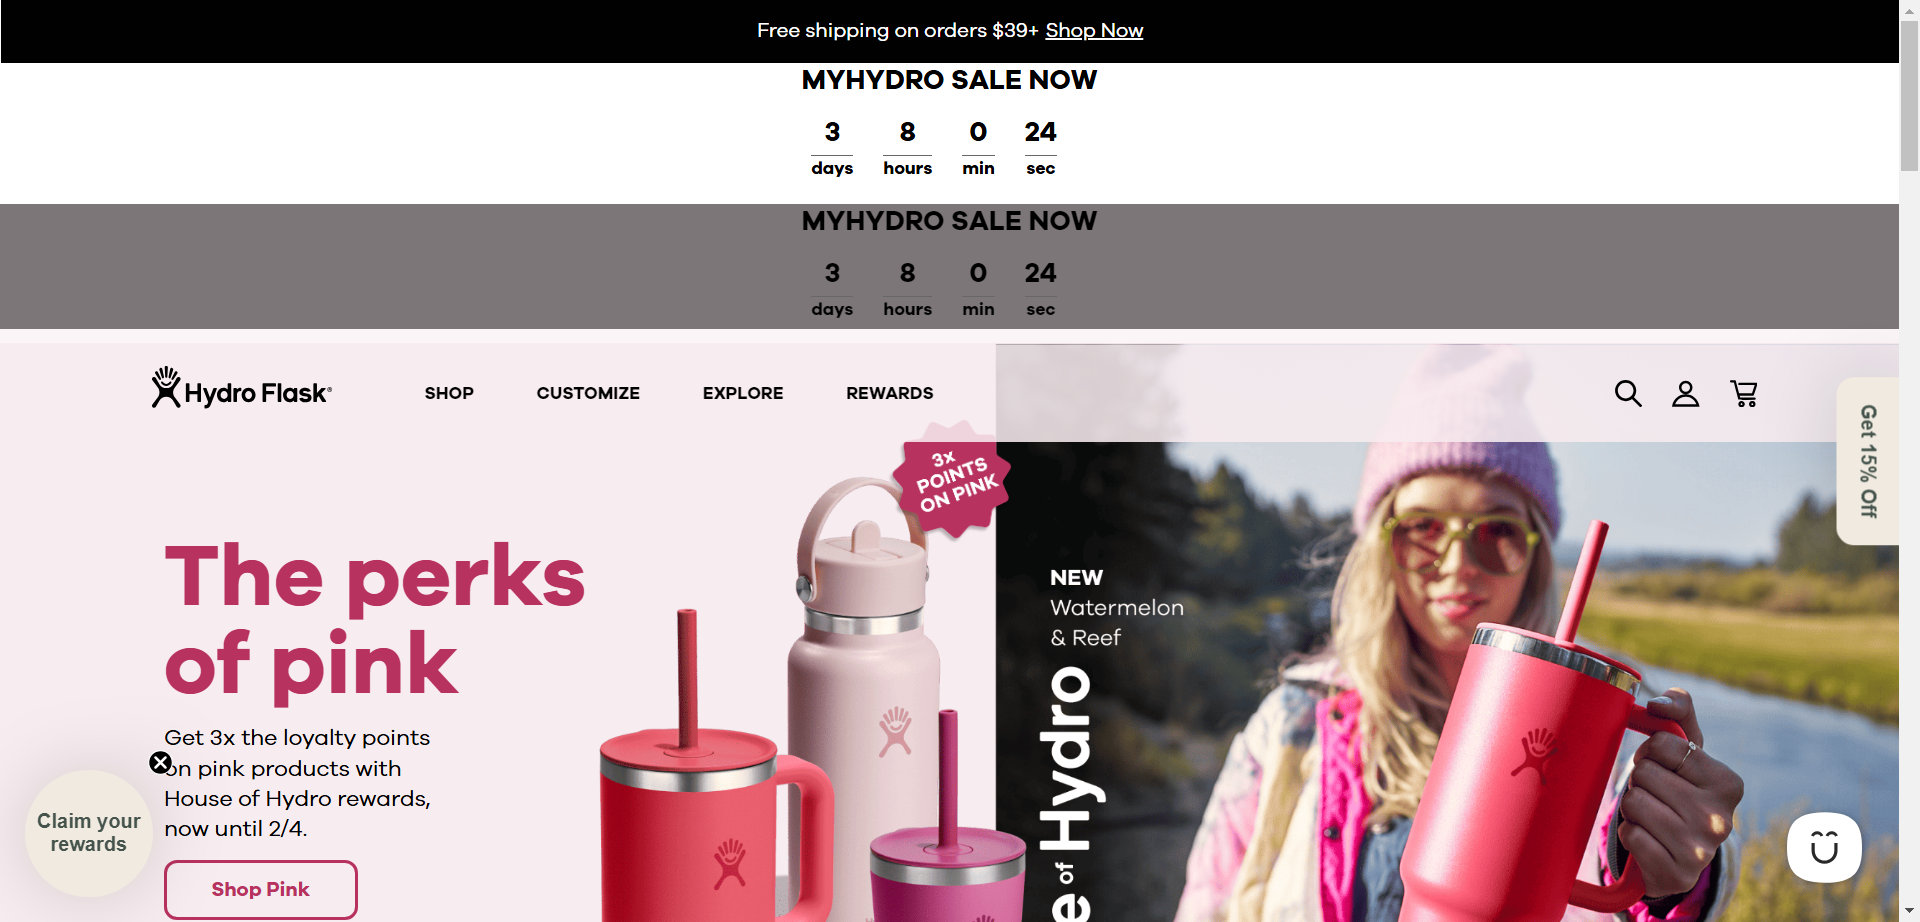 Free shipping on orders $39+ Shop Now
MYHYDRO SALE NOW
3 8 0 24
days hours min sec
MYHYDRO SALE NOW
3 8 0 24
days hours min sec
Hydro Flask®
SHOP CUSTOMIZE EXPLORE REWARDS
Get 15% Off
3x
POINTS
ON PINK
The perks
of pink
Get 3x the loyalty points
on pink products with
House of Hydro rewards,
now until 2/4.
Shop Pink
Claim your
rewards
NEW
Watermelon
& Reef
e of Hydro